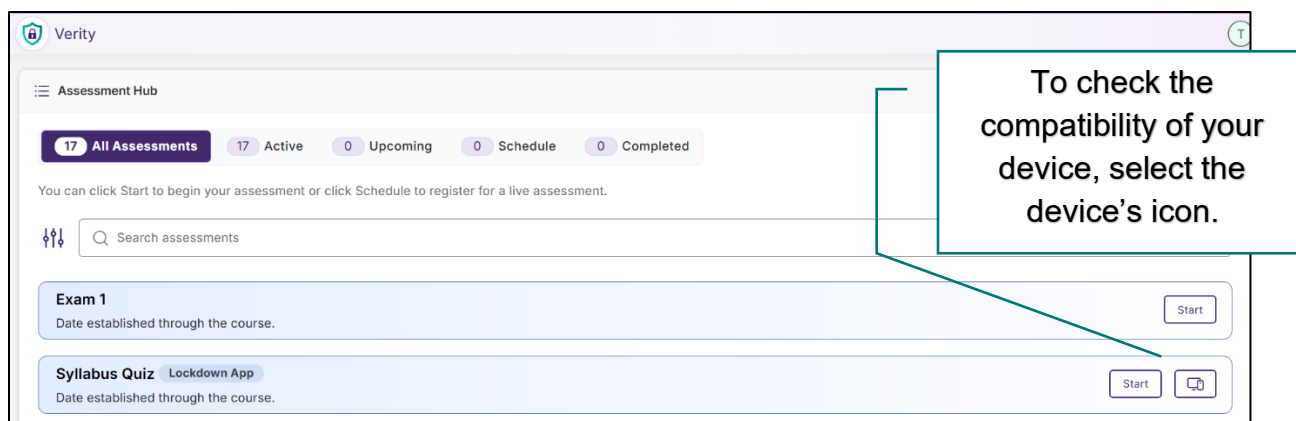 Verity
T
Assessment Hub
17 All Assessments 17 Active 0 Upcoming 0 Schedule 0 Completed
You can click Start to begin your assessment or click Schedule to register for a live assessment.
Search assessments
To check the
compatibility of your
device, select the
device’s icon.
Exam 1
Date established through the course.
Start
Syllabus Quiz Lockdown App
Date established through the course.
Start